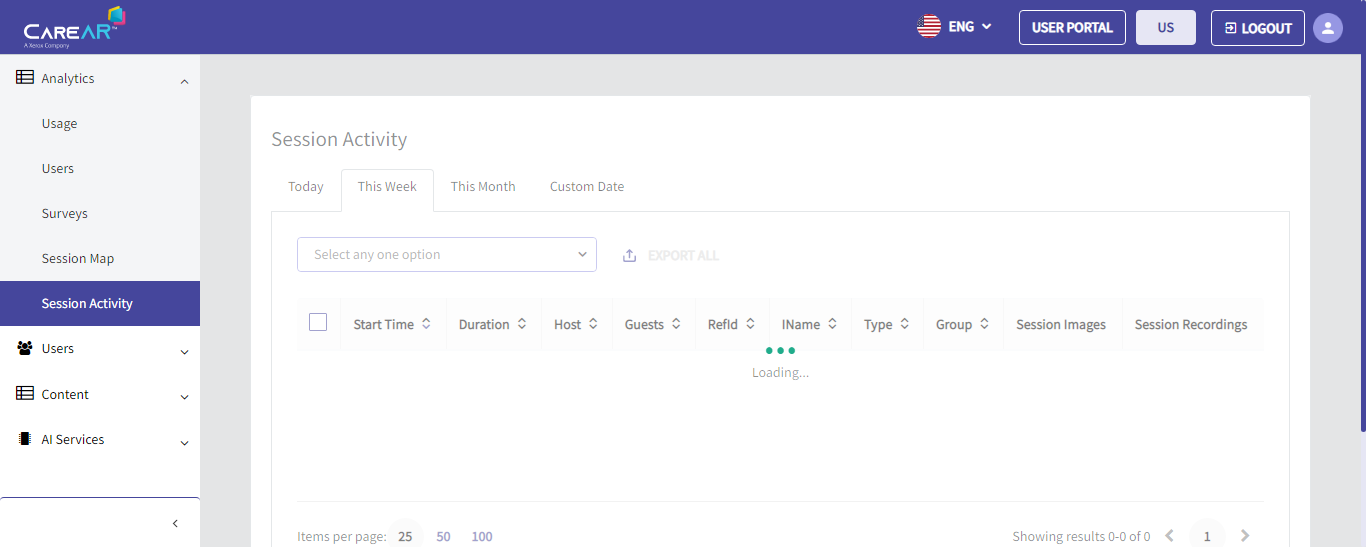 CAREAR™
A Xerox Company
ENG
USER PORTAL
US
LOGOUT
Analytics
Usage
Users
Surveys
Session Map
Session Activity
Users
Content
AI Services
Session Activity
Today This Week This Month Custom Date
Select any one option
EXPORT ALL
Start Time Duration Host Guests RefId IName Type Group Session Images Session Recordings
Loading...
Items per page: 25 50 100
Showing results 0-0 of 0 1